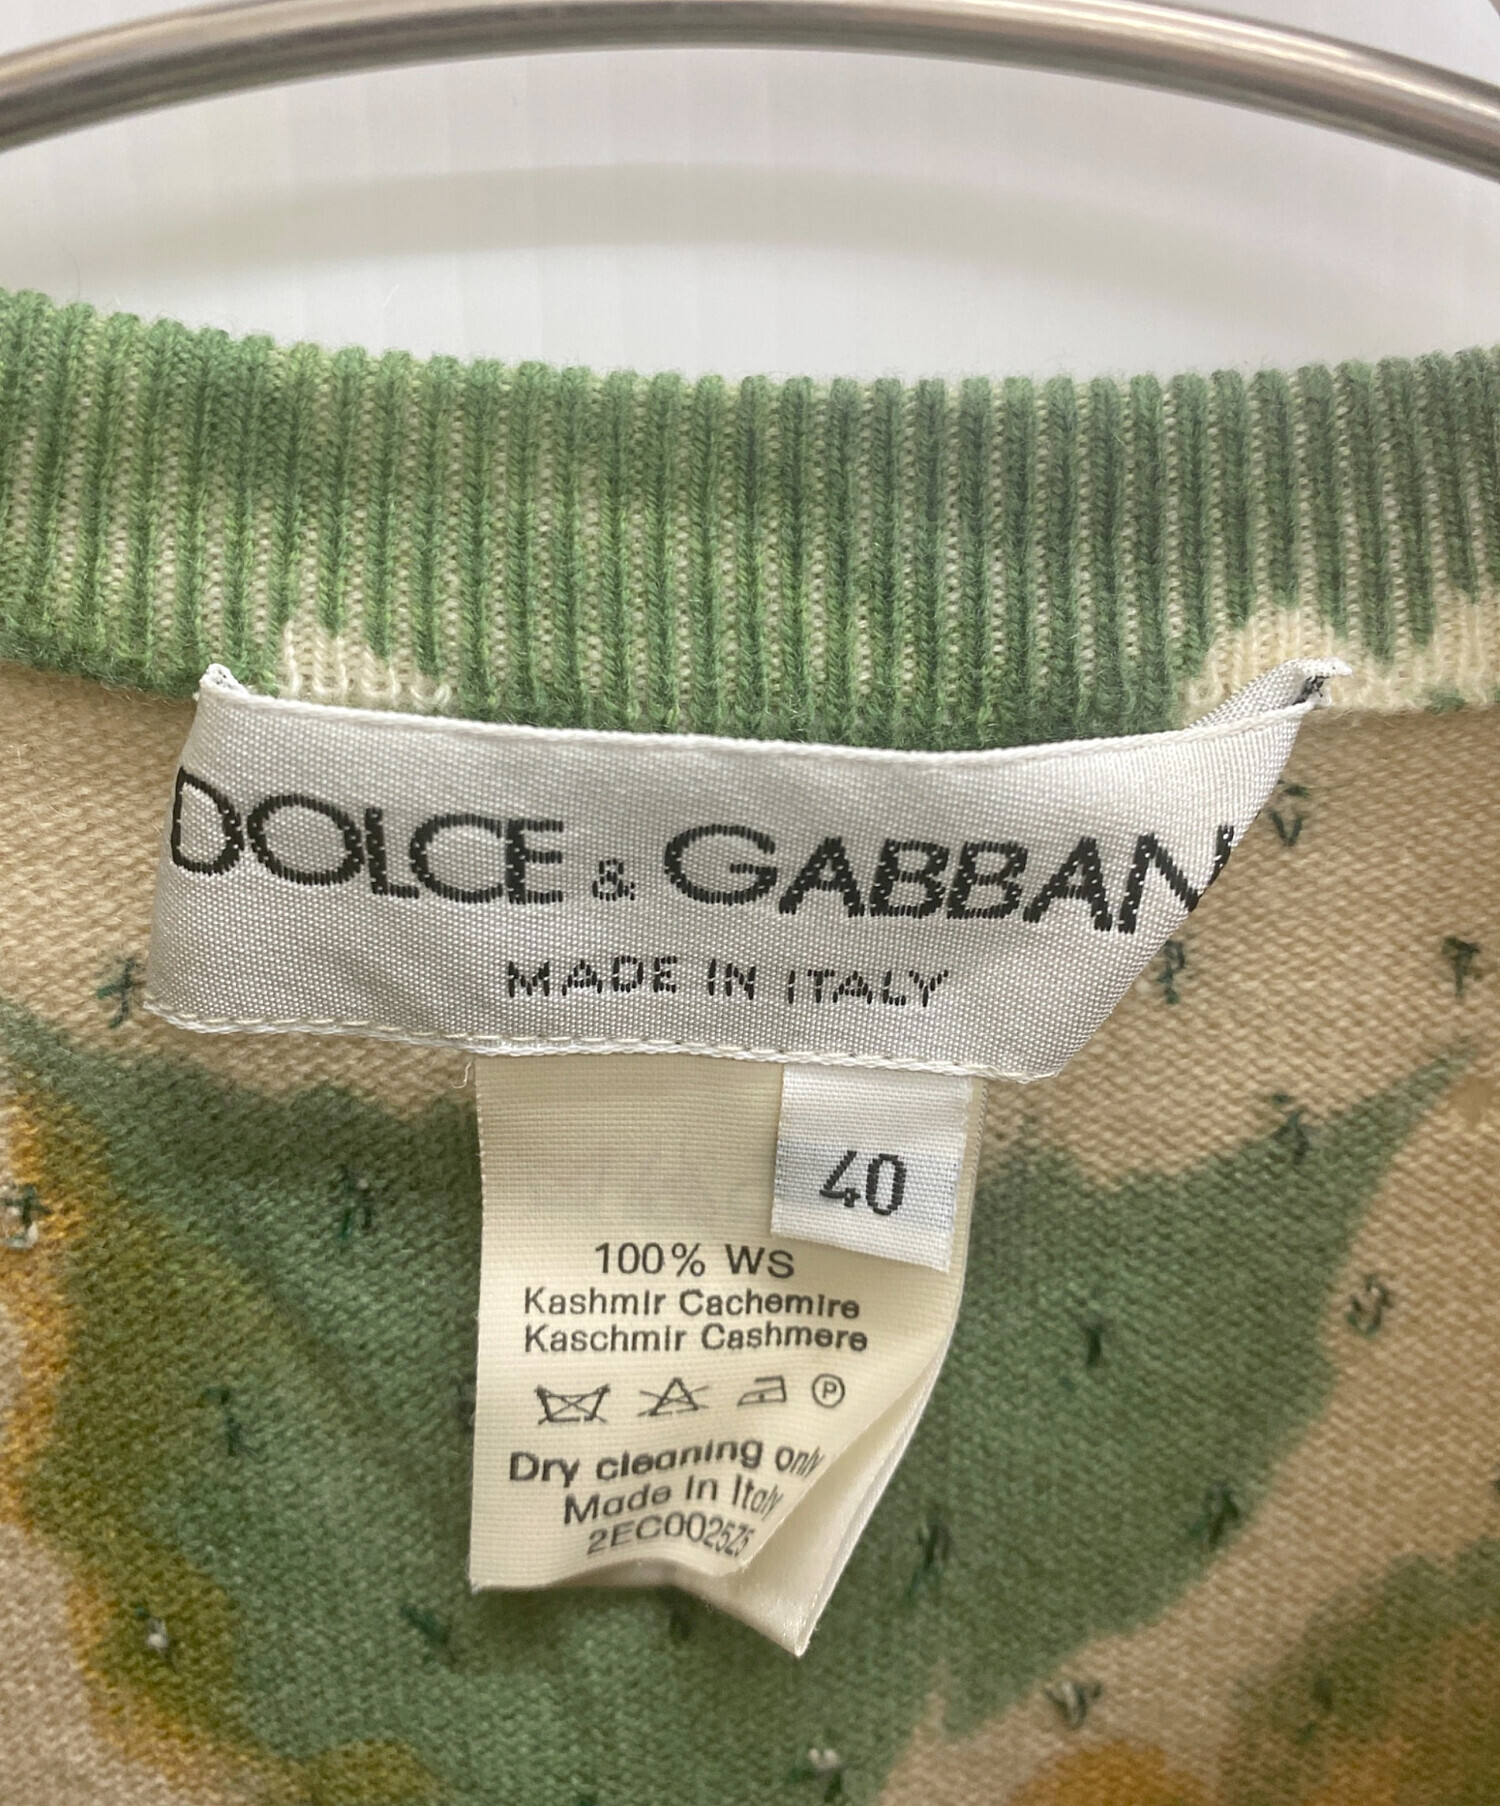 DOLCE & GABBAN
MADE IN ITALY
40
100% WS
Kashmir Cachemire
Kaschmir Cashmere
P
Dry cleaning only
Made in Italy
2EC002525